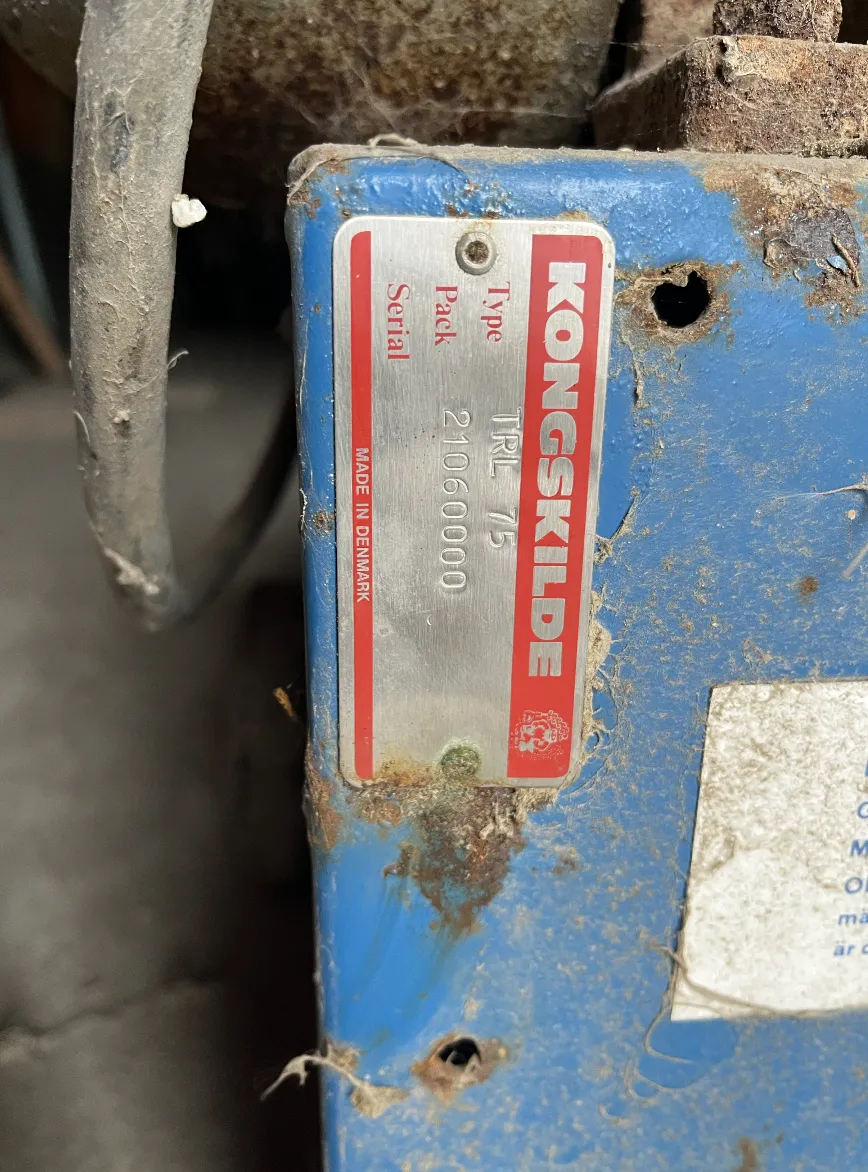 KONGSKILDE
Type TRL 75
Pack 21060000
Serial
MADE IN DENMARK